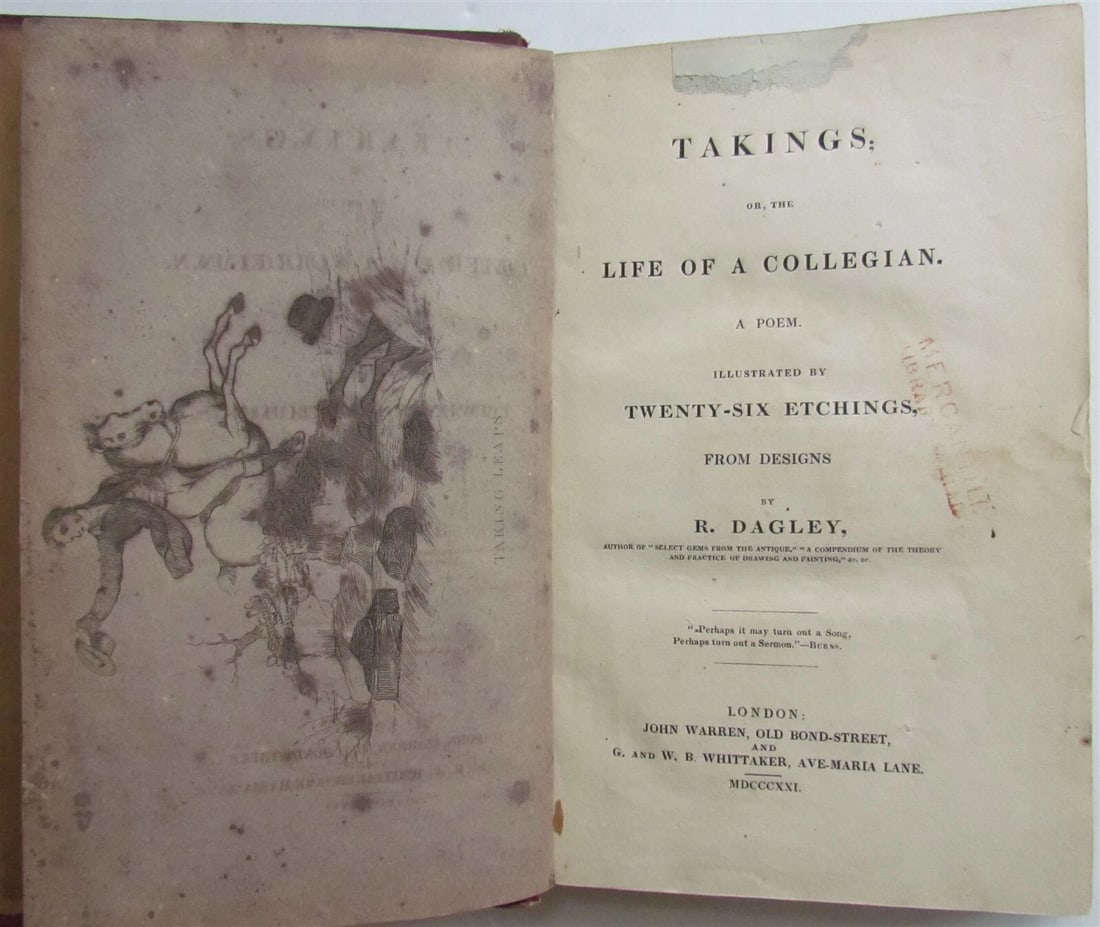 TAKING LEAPS
TAKINGS;
OR, THE
LIFE OF A COLLEGIAN.
A POEM.
ILLUSTRATED BY
TWENTY-SIX ETCHINGS,
FROM DESIGNS
BY
R. DAGLEY,
AUTHOR OF "SELECT GEMS FROM THE ANTIQUE," "A COMPENDIUM OF THE THEORY
AND PRACTICE OF DRAWING AND PAINTING," &c. &c.
"Perhaps it may turn out a Song,
Perhaps turn out a Sermon."—BURNS.
LONDON:
JOHN WARREN, OLD BOND-STREET,
AND
G. AND W. B. WHITTAKER, AVE-MARIA LANE.
MDCCCXXI.